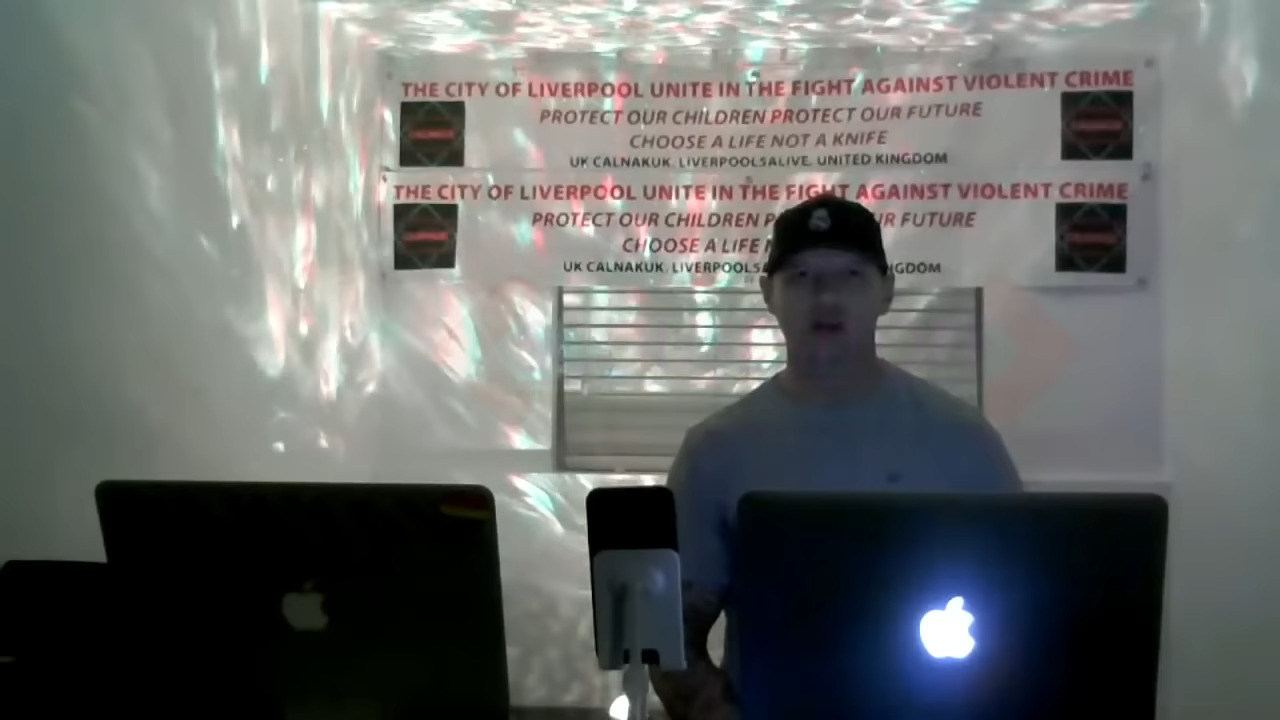 THE CITY OF LIVERPOOL UNITE IN THE FIGHT AGAINST VIOLENT CRIME
PROTECT OUR CHILDREN PROTECT OUR FUTURE
CHOOSE A LIFE NOT A KNIFE
UK CALNAKUK. LIVERPOOLSALIVE. UNITED KINGDOM
THE CITY OF LIVERPOOL UNITE IN THE FIGHT AGAINST VIOLENT CRIME
PROTECT OUR CHILDREN FUTURE
CHOOSE A LIFE
UK CALNAKUK.